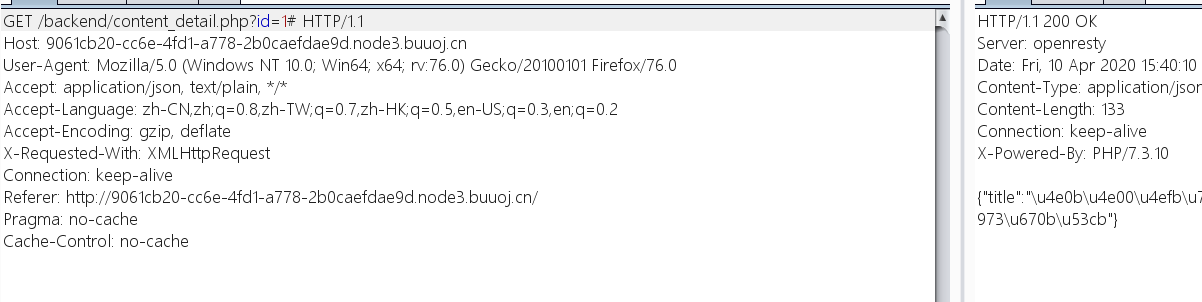 GET /backend/content_detail.php?id=1# HTTP/1.1
Host: 9061cb20-cc6e-4fd1-a778-2b0caefdae9d.node3.buuoj.cn
User-Agent: Mozilla/5.0 (Windows NT 10.0; Win64; x64; rv:76.0) Gecko/20100101 Firefox/76.0
Accept: application/json, text/plain, */*
Accept-Language: zh-CN,zh;q=0.8,zh-TW;q=0.7,zh-HK;q=0.5,en-US;q=0.3,en;q=0.2
Accept-Encoding: gzip, deflate
X-Requested-With: XMLHttpRequest
Connection: keep-alive
Referer: http://9061cb20-cc6e-4fd1-a778-2b0caefdae9d.node3.buuoj.cn/
Pragma: no-cache
Cache-Control: no-cache
HTTP/1.1 200 OK
Server: openresty
Date: Fri, 10 Apr 2020 15:40:10
Content-Type: application/json
Content-Length: 133
Connection: keep-alive
X-Powered-By: PHP/7.3.10
{"title":"\u4e0b\u4e00\u4efb\u7
973\u670b\u53cb"}